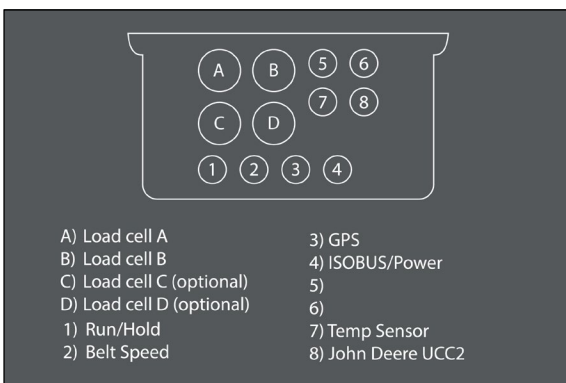 A B 5 6
7 8
C D
1 2 3 4
A) Load cell A
B) Load cell B
C) Load cell C (optional)
D) Load cell D (optional)
1) Run/Hold
2) Belt Speed
3) GPS
4) ISOBUS/Power
5)
6)
7) Temp Sensor
8) John Deere UCC2